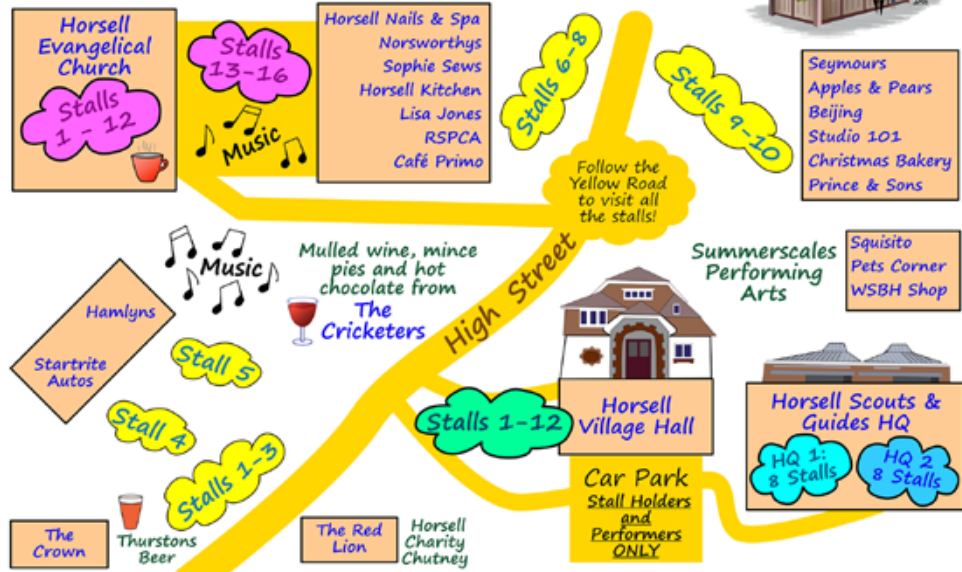 Horsell
Evangelical
Church
Stalls
1 - 12
Stalls
13-16
Music
Horsell Nails & Spa
Norsworthys
Sophie Sews
Horsell Kitchen
Lisa Jones
RSPCA
Café Primo
Stalls 6-8
Stalls 9-10
Seymours
Apples & Pears
Beijing
Studio 101
Christmas Bakery
Prince & Sons
Follow the
Yellow Road
to visit all
the stalls!
Music
Mulled wine, mince
pies and hot
chocolate from
The
Cricketers
High Street
Summerscales
Performing
Arts
Squisito
Pets Corner
WSBH Shop
Hamlyns
Startrite
Autos
Stall 5
Stall 4
Stalls 1-3
Stalls 1-12
Horsell
Village Hall
Horsell Scouts &
Guides HQ
HQ 1:
8 Stalls
HQ 2
8 Stalls
Car Park
Stall Holders
and
Performers
ONLY
The
Crown
Thurstons
Beer
The Red
Lion
Horsell
Charity
Chutney